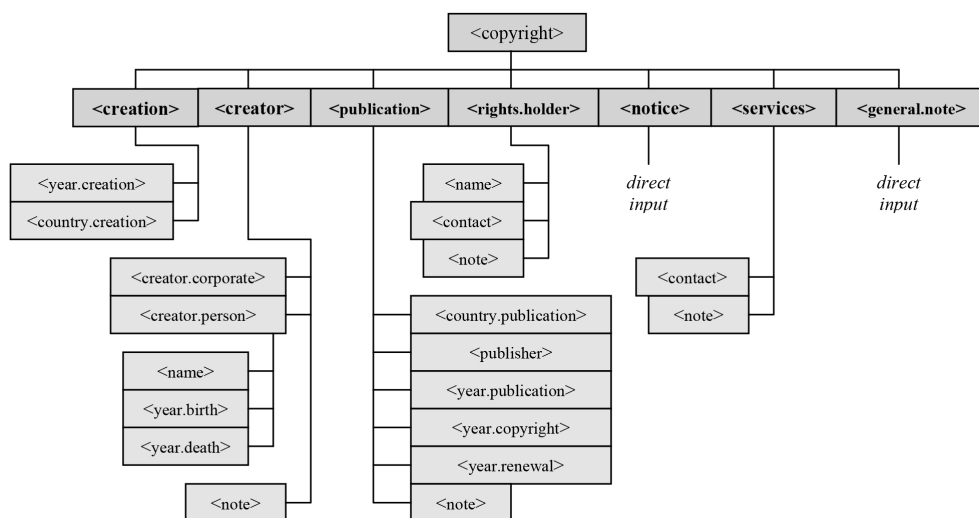 <copyright>
<creation>
<creator>
<publication>
<rights.holder>
<notice>
<services>
<general.note>
<year.creation>
<country.creation>
<name>
<contact>
<note>
direct
input
direct
input
<creator.corporate>
<creator.person>
<name>
<year.birth>
<year.death>
<note>
<country.publication>
<publisher>
<year.publication>
<year.copyright>
<year.renewal>
<note>
<contact>
<note>